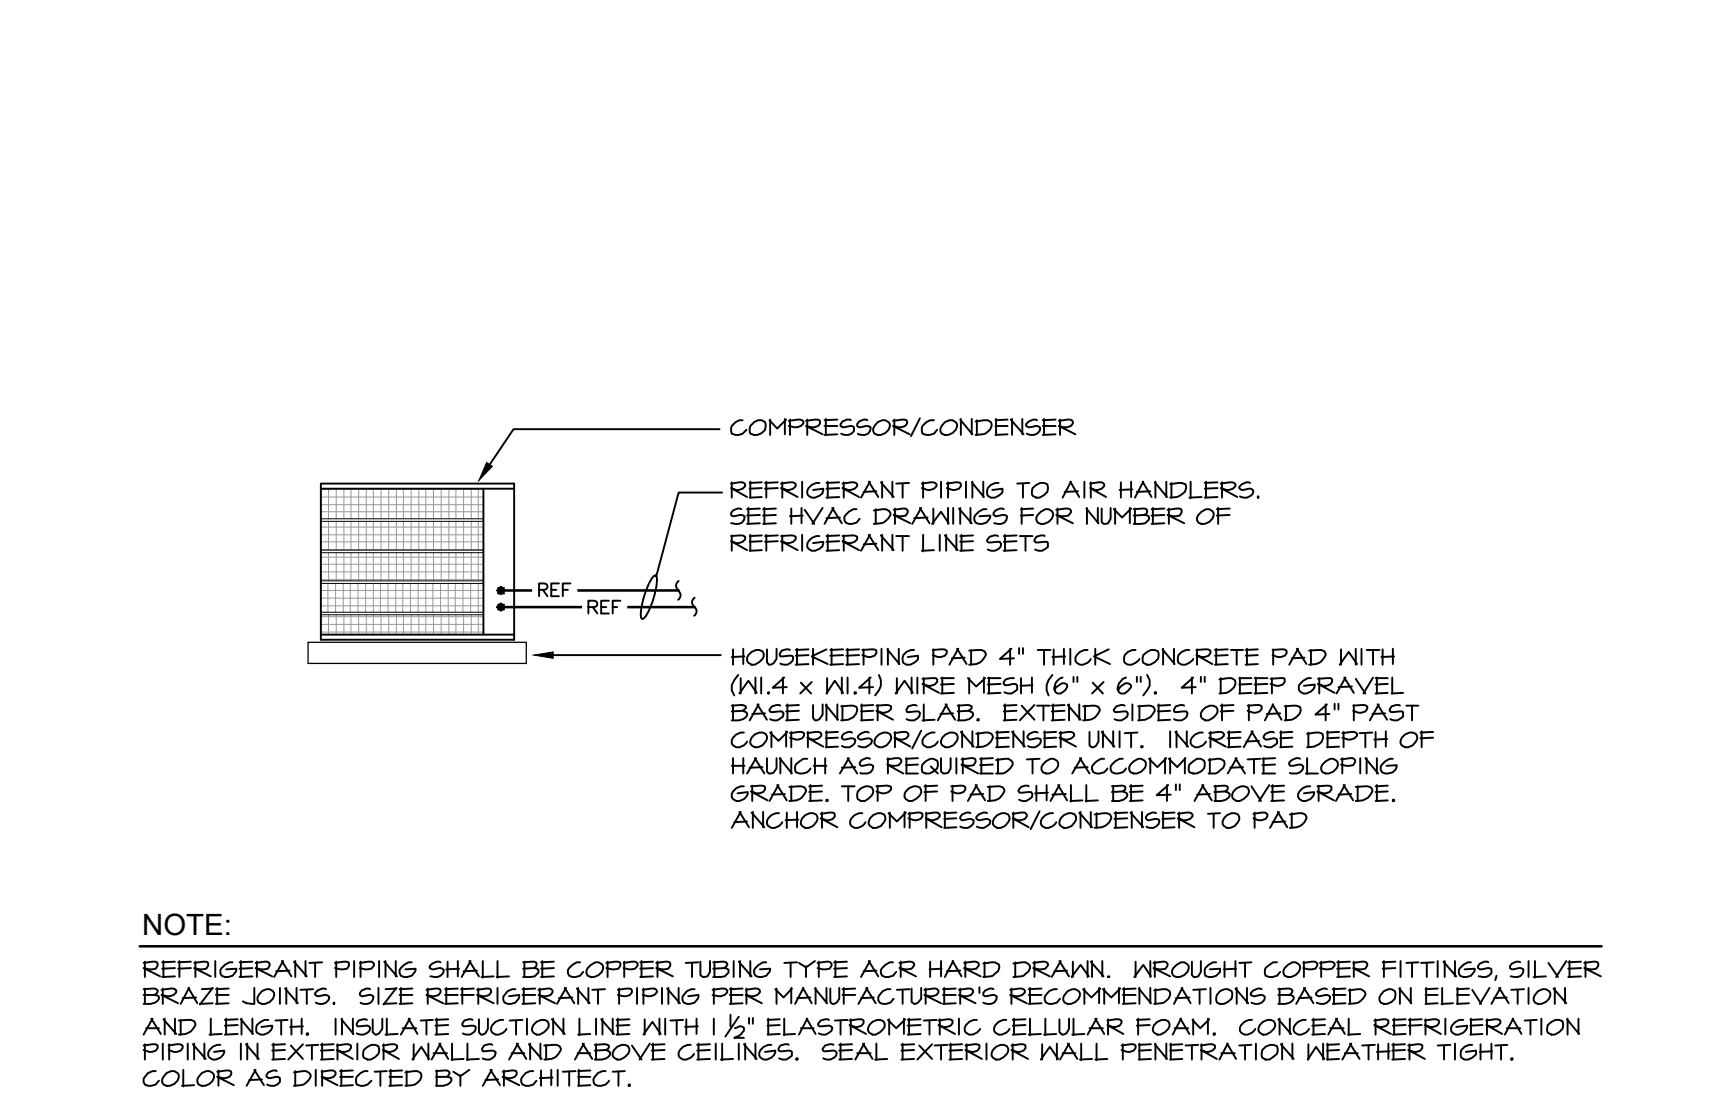 COMPRESSOR/CONDENSER
REFRIGERANT PIPING TO AIR HANDLERS.
SEE HVAC DRAWINGS FOR NUMBER OF
REFRIGERANT LINE SETS
REF
REF
HOUSEKEEPING PAD 4" THICK CONCRETE PAD WITH
(W1.4 x W1.4) WIRE MESH (6" x 6").  4" DEEP GRAVEL
BASE UNDER SLAB.  EXTEND SIDES OF PAD 4" PAST
COMPRESSOR/CONDENSER UNIT.  INCREASE DEPTH OF
HAUNCH AS REQUIRED TO ACCOMMODATE SLOPING
GRADE. TOP OF PAD SHALL BE 4" ABOVE GRADE.
ANCHOR COMPRESSOR/CONDENSER TO PAD
NOTE:
REFRIGERANT PIPING SHALL BE COPPER TUBING TYPE ACR HARD DRAWN.  WROUGHT COPPER FITTINGS, SILVER
BRAZE JOINTS.  SIZE REFRIGERANT PIPING PER MANUFACTURER'S RECOMMENDATIONS BASED ON ELEVATION
AND LENGTH.  INSULATE SUCTION LINE WITH 1 1/2" ELASTROMETRIC CELLULAR FOAM.  CONCEAL REFRIGERATION
PIPING IN EXTERIOR WALLS AND ABOVE CEILINGS.  SEAL EXTERIOR WALL PENETRATION WEATHER TIGHT.
COLOR AS DIRECTED BY ARCHITECT.